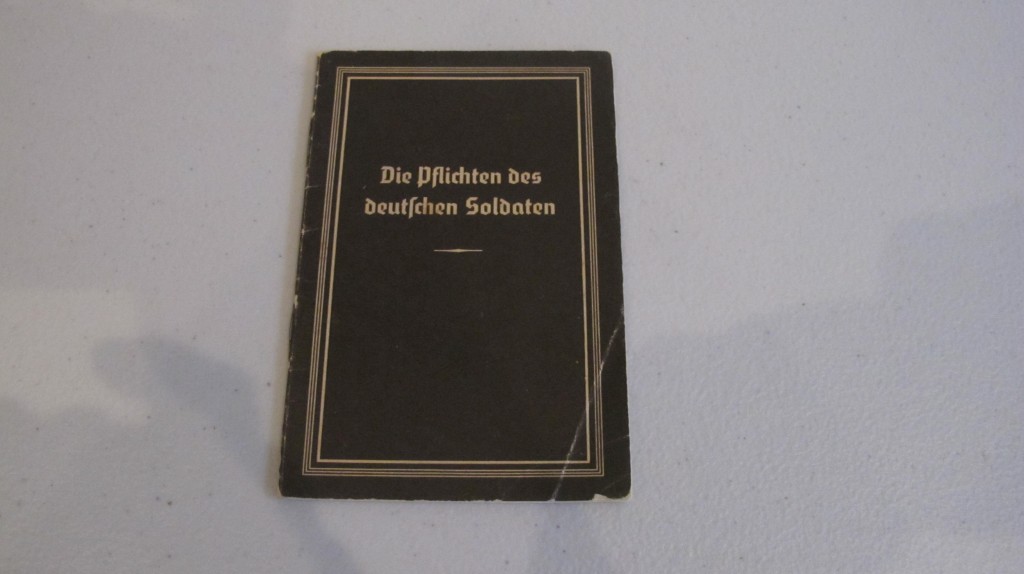 Die Pflichten des
deutſchen Soldaten